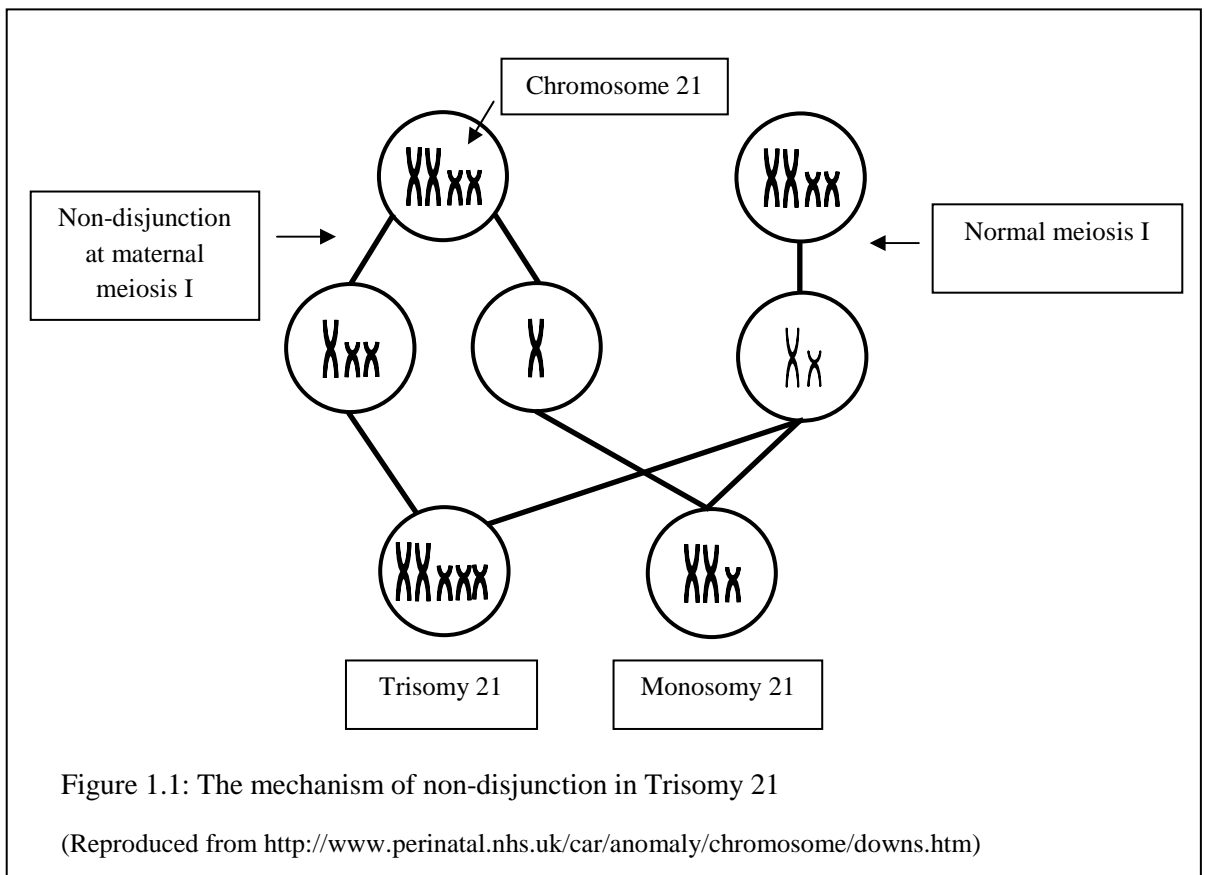 Chromosome 21
Non-disjunction
at maternal
meiosis I
Normal meiosis I
Trisomy 21
Monosomy 21
Figure 1.1: The mechanism of non-disjunction in Trisomy 21
(Reproduced from http://www.perinatal.nhs.uk/car/anomaly/chromosome/downs.htm)